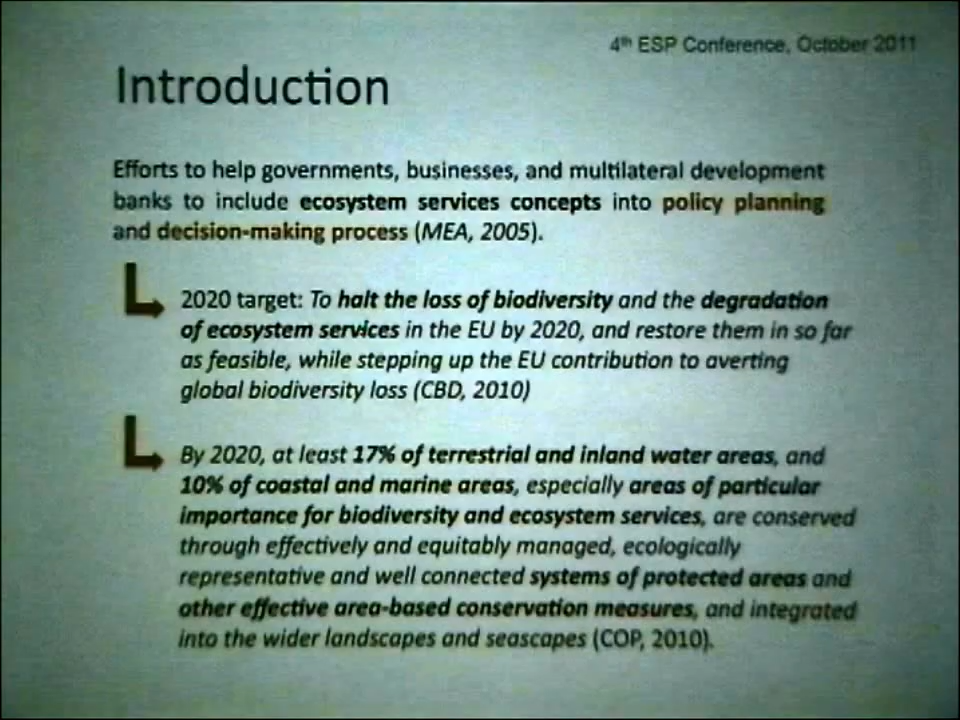 4th ESP Conference, October 2011
Introduction
Efforts to help governments, businesses, and multilateral development
banks to include ecosystem services concepts into policy planning
and decision-making process (MEA, 2005).
2020 target: To halt the loss of biodiversity and the degradation
of ecosystem services in the EU by 2020, and restore them in so far
as feasible, while stepping up the EU contribution to averting
global biodiversity loss (CBD, 2010)
By 2020, at least 17% of terrestrial and inland water areas, and
10% of coastal and marine areas, especially areas of particular
importance for biodiversity and ecosystem services, are conserved
through effectively and equitably managed, ecologically
representative and well connected systems of protected areas and
other effective area-based conservation measures, and integrated
into the wider landscapes and seascapes (COP, 2010).